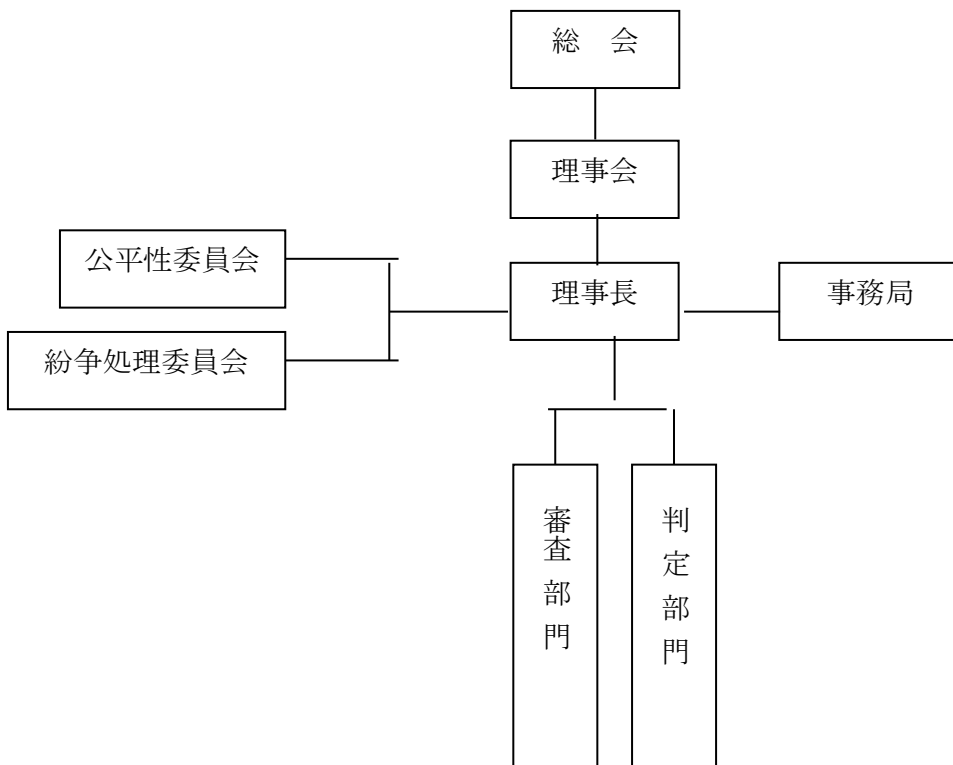 総　会
理事会
公平性委員会
理事長
事務局
紛争処理委員会
審査部門
判定部門